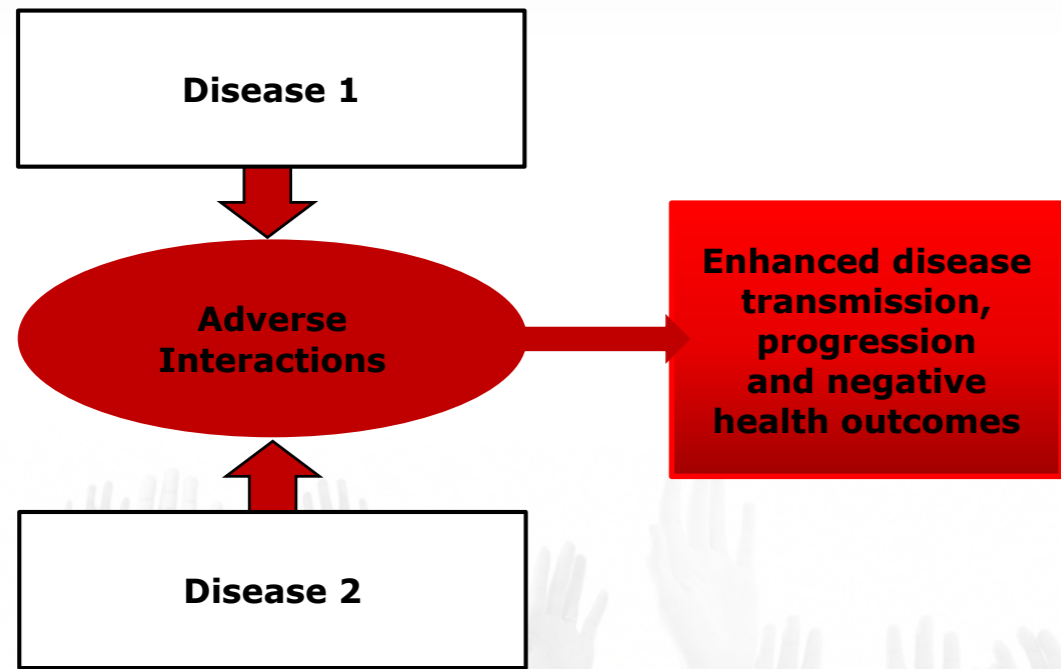 Disease 1
Adverse
Interactions
Enhanced disease
transmission,
progression
and negative
health outcomes
Disease 2